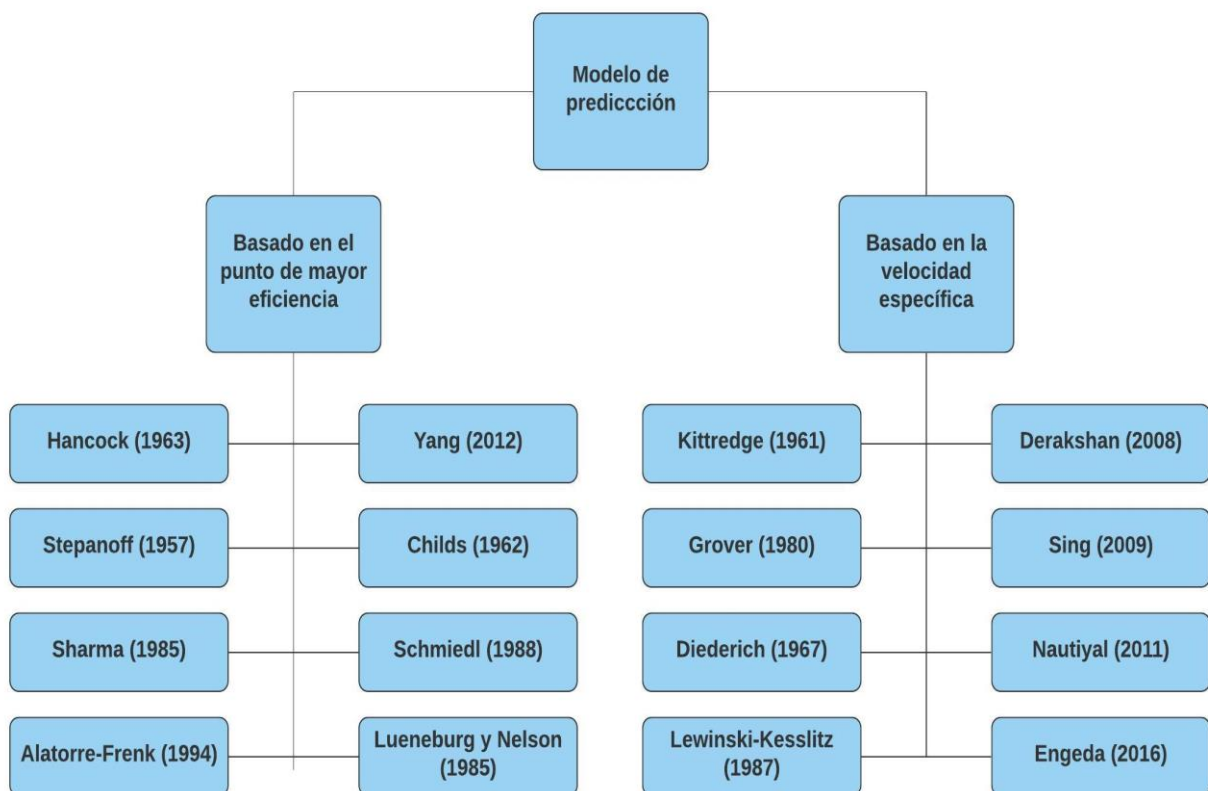 Modelo de
prediccción
Basado en el
punto de mayor
eficiencia
Basado en la
velocidad
específica
Hancock (1963)
Yang (2012)
Kittredge (1961)
Derakshan (2008)
Stepanoff (1957)
Childs (1962)
Grover (1980)
Sing (2009)
Sharma (1985)
Schmiedl (1988)
Diederich (1967)
Nautiyal (2011)
Alatorre-Frenk (1994)
Lueneburg y Nelson
(1985)
Lewinski-Kesslitz
(1987)
Engeda (2016)